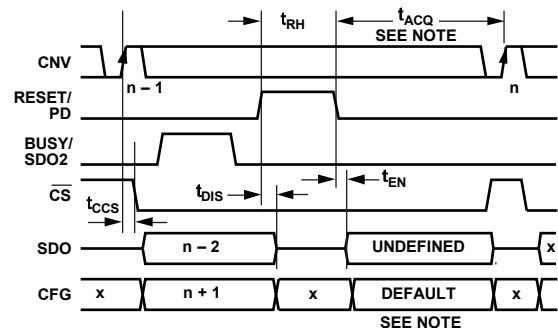 tRH
tACQ
SEE NOTE
CNV
n – 1
n
RESET/
PD
BUSY/
SDO2
tEN
tDIS
CS
tCCS
SDO
n – 2
UNDEFINED
x
CFG
x
n + 1
x
DEFAULT
x
SEE NOTE